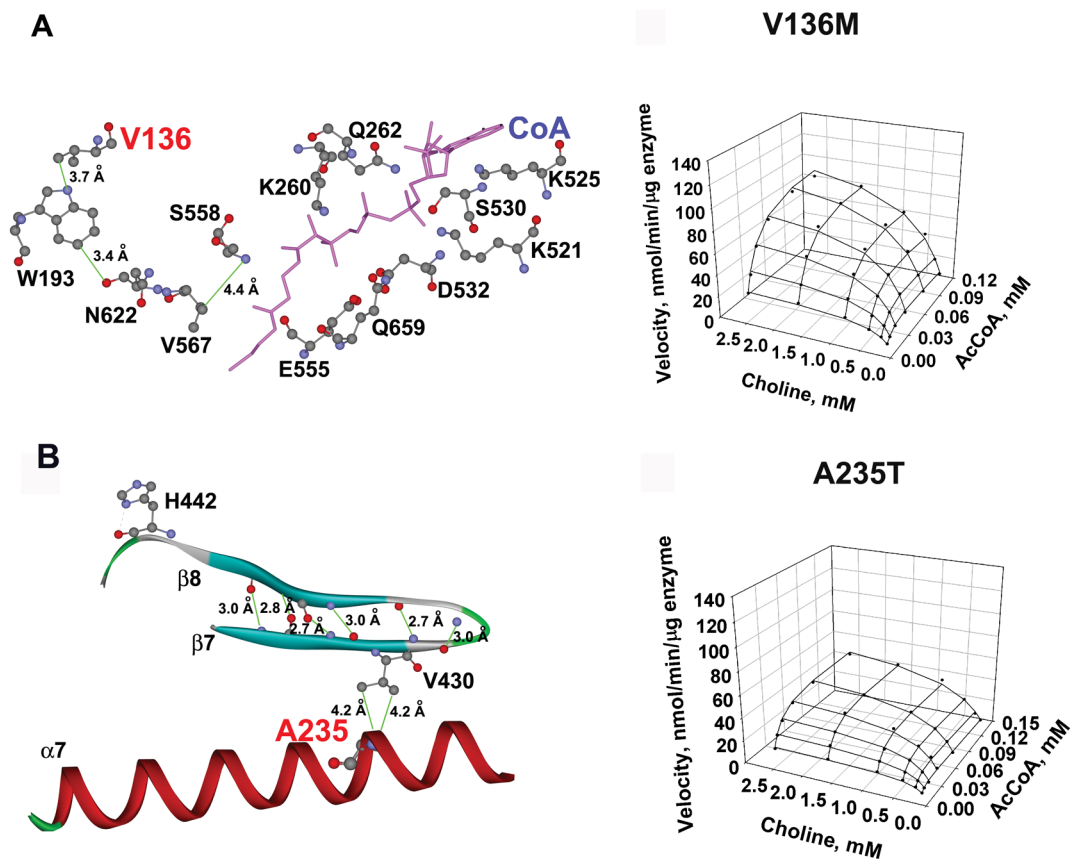 A
V136
3.7 Å
W193
3.4 Å
N622
V567
S558
4.4 Å
K260
Q262
CoA
K525
S530
K521
D532
Q659
E555
V136M
Velocity, nmol/min/µg enzyme
140
120
100
80
60
40
20
0
2.5
2.0
1.5
1.0
0.5
0.0
Choline, mM
0.12
0.09
0.06
0.03
0.00
AcCoA, mM
B
H442
β8
β7
3.0 Å
2.8 Å
2.7 Å
3.0 Å
2.7 Å
3.0 Å
V430
4.2 Å
4.2 Å
A235
α7
A235T
Velocity, nmol/min/µg enzyme
140
120
100
80
60
40
20
0
2.5
2.0
1.5
1.0
0.5
0.0
Choline, mM
0.15
0.12
0.09
0.06
0.03
0.00
AcCoA, mM